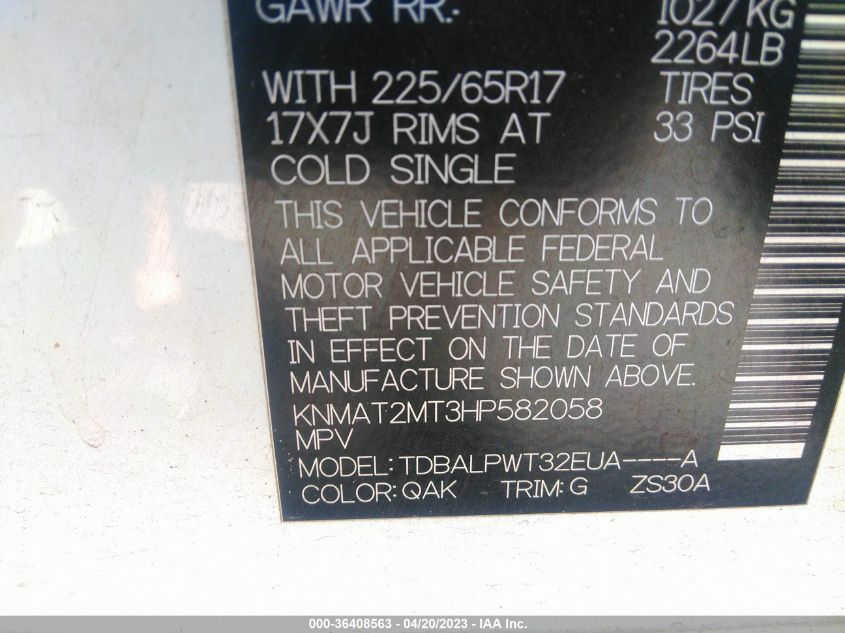 GAWR RR: 1027KG
2264LB
WITH 225/65R17 TIRES
17X7J RIMS AT 33 PSI
COLD SINGLE
THIS VEHICLE CONFORMS TO
ALL APPLICABLE FEDERAL
MOTOR VEHICLE SAFETY AND
THEFT PREVENTION STANDARDS
IN EFFECT ON THE DATE OF
MANUFACTURE SHOWN ABOVE.
KNMAT2MT3HP582058
MPV
MODEL: TDBALPWT32EUA----A
COLOR: QAK TRIM: G ZS30A
000-36408563 - 04/20/2023 - IAA Inc.